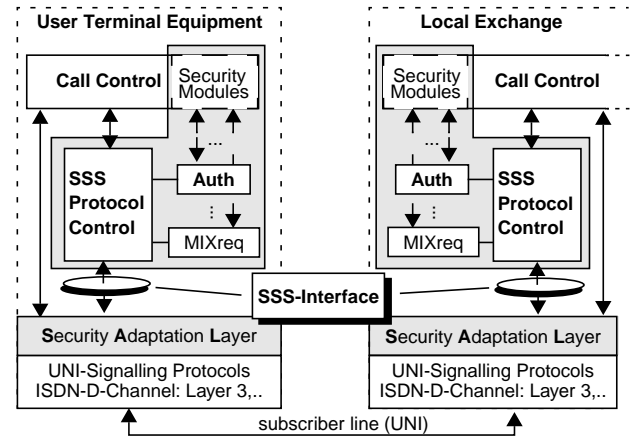 User Terminal Equipment
Call Control
Security
Modules
...
SSS
Protocol
Control
Auth
...
MIXreq
Security Adaptation Layer
UNI-Signalling Protocols
ISDN-D-Channel: Layer 3,..
SSS-Interface
Local Exchange
Security
Modules
Call Control
...
Auth
SSS
Protocol
Control
...
MIXreq
Security Adaptation Layer
UNI-Signalling Protocols
ISDN-D-Channel: Layer 3,..
subscriber line (UNI)